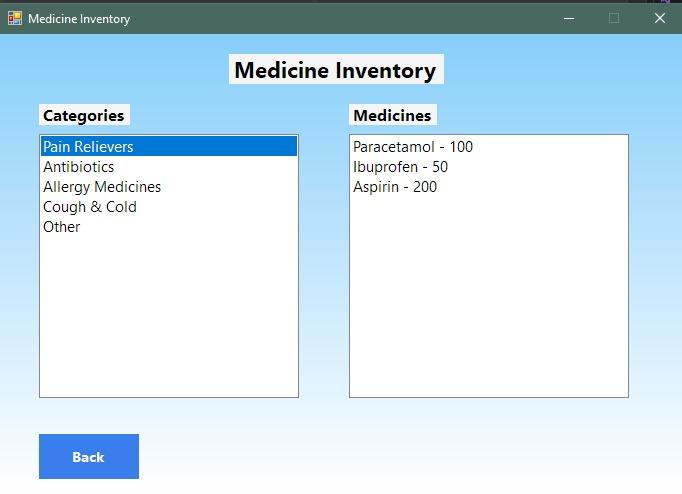 Medicine Inventory
Medicine Inventory
Categories
Medicines
Pain Relievers
Antibiotics
Allergy Medicines
Cough & Cold
Other
Paracetamol - 100
Ibuprofen - 50
Aspirin - 200
Back